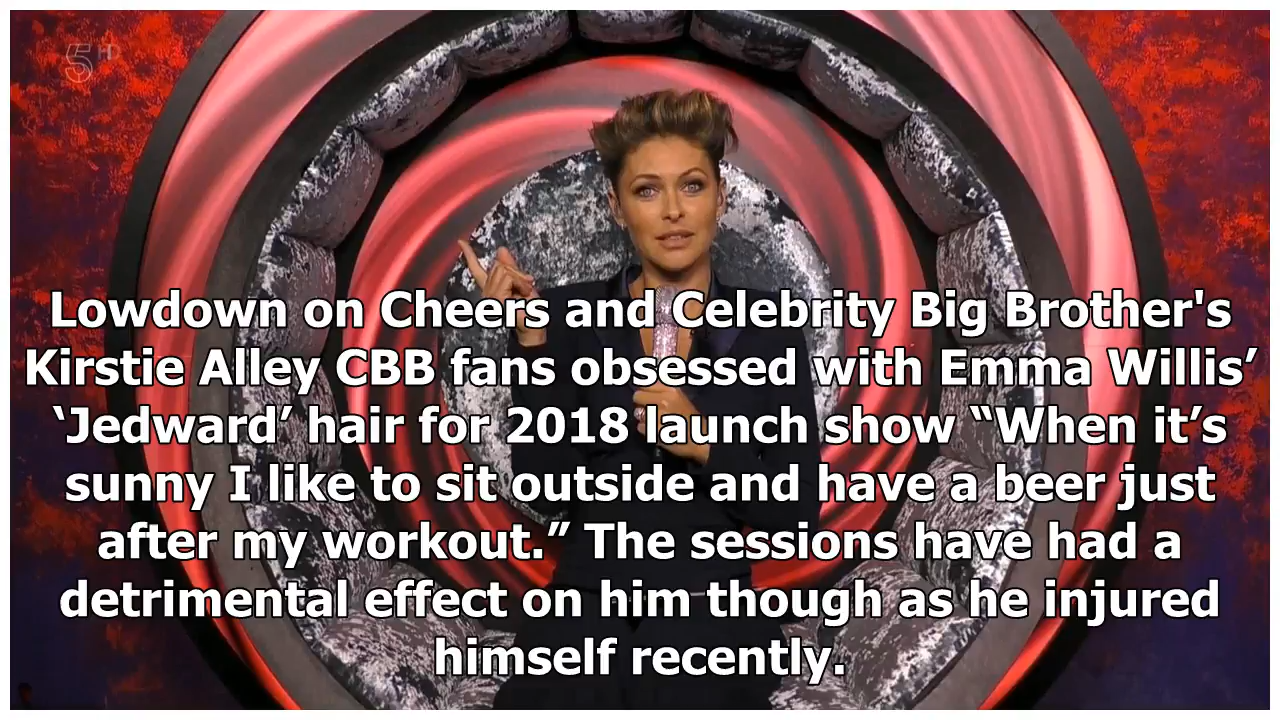 5 HD
Lowdown on Cheers and Celebrity Big Brother's
Kirstie Alley CBB fans obsessed with Emma Willis’
‘Jedward’ hair for 2018 launch show “When it’s
sunny I like to sit outside and have a beer just
after my workout.” The sessions have had a
detrimental effect on him though as he injured
himself recently.